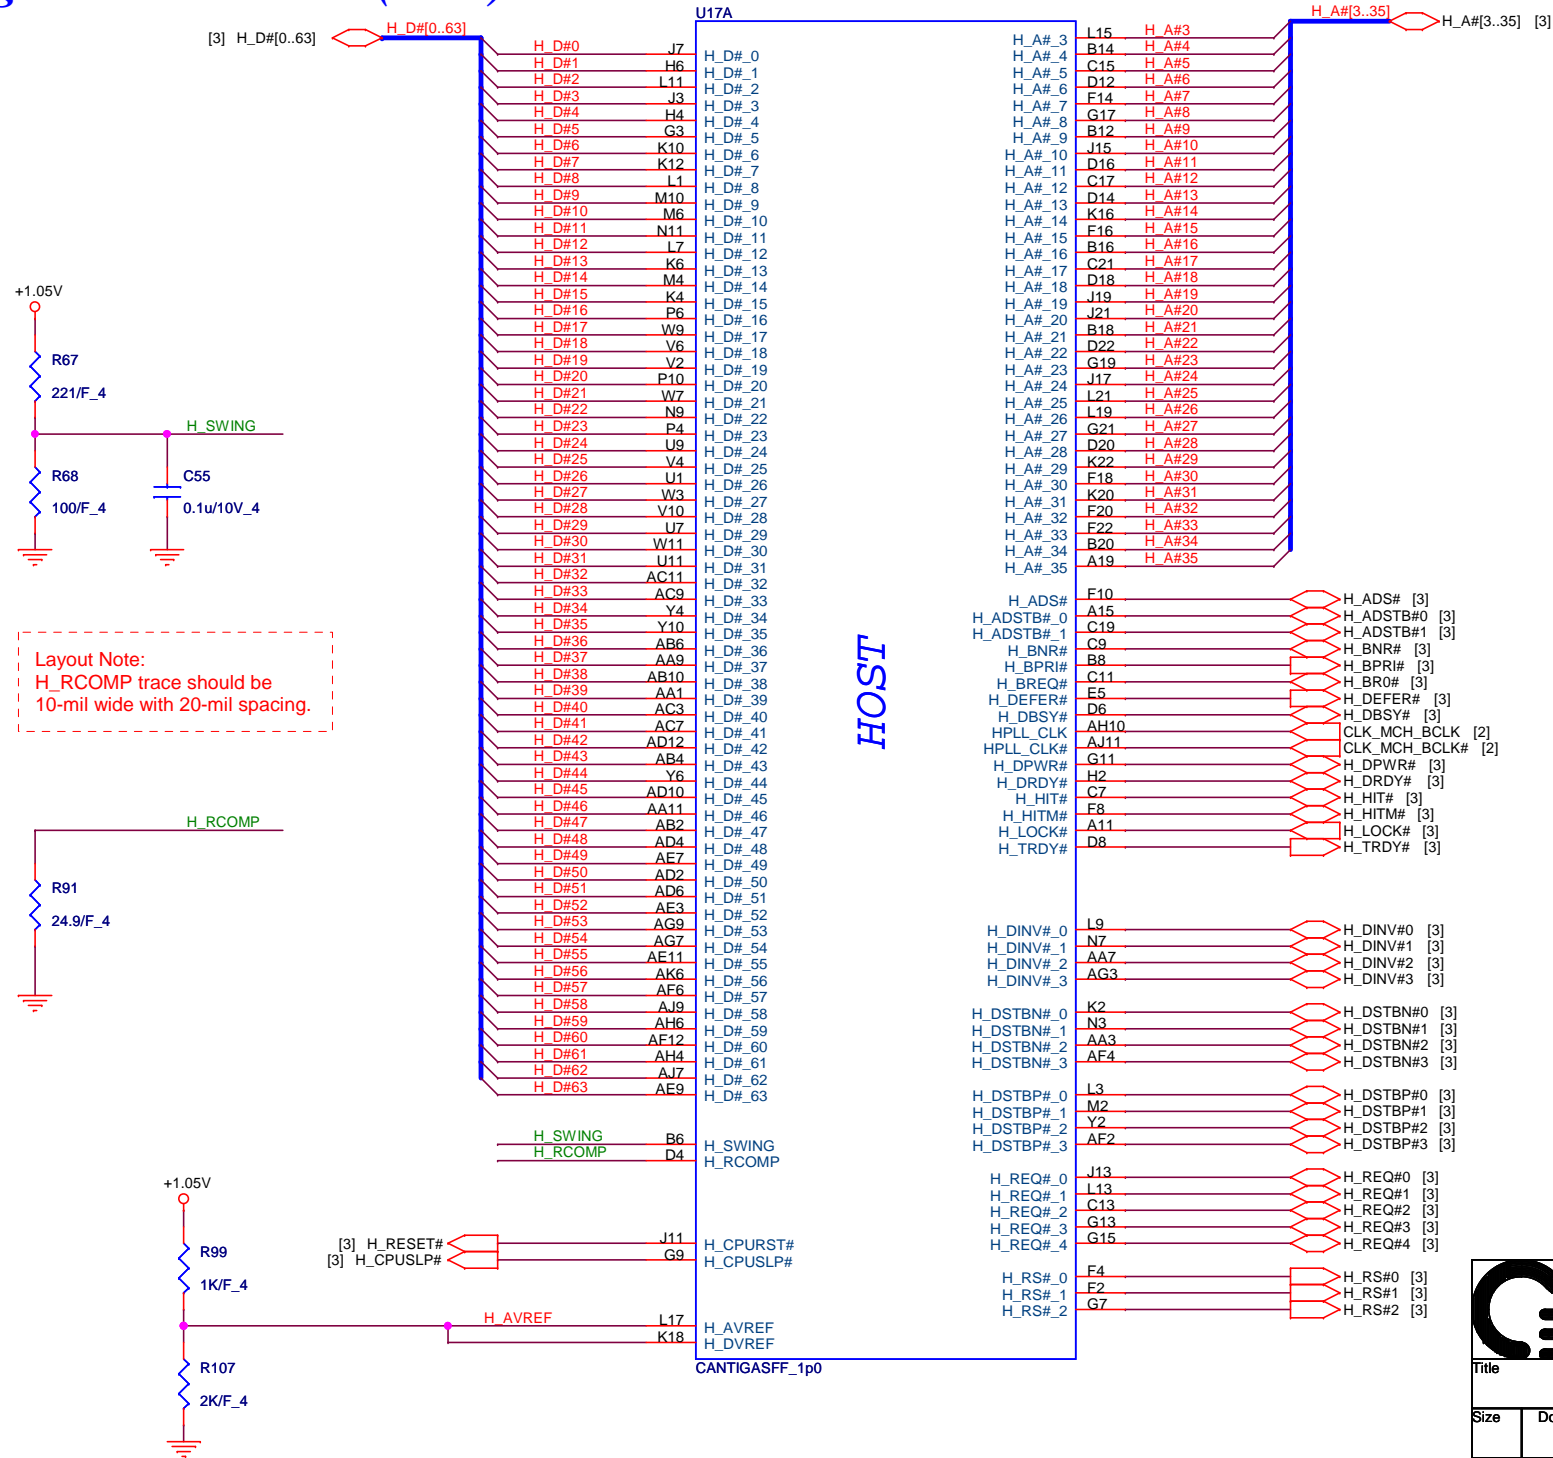 U17A
[3] H_D#[0..63] H_D#[0..63]
H_A#[3..35] H_A#[3..35] [3]
H_D#0 J7 H_D#_0
H_D#1 H6 H_D#_1
H_D#2 L11 H_D#_2
H_D#3 J3 H_D#_3
H_D#4 H4 H_D#_4
H_D#5 G3 H_D#_5
H_D#6 K10 H_D#_6
H_D#7 K12 H_D#_7
H_D#8 L1 H_D#_8
H_D#9 M10 H_D#_9
H_D#10 M6 H_D#_10
H_D#11 N11 H_D#_11
H_D#12 L7 H_D#_12
H_D#13 K6 H_D#_13
H_D#14 M4 H_D#_14
H_D#15 K4 H_D#_15
H_D#16 P6 H_D#_16
H_D#17 W9 H_D#_17
H_D#18 V6 H_D#_18
H_D#19 V2 H_D#_19
H_D#20 P10 H_D#_20
H_D#21 W7 H_D#_21
H_D#22 N9 H_D#_22
H_D#23 P4 H_D#_23
H_D#24 U9 H_D#_24
H_D#25 V4 H_D#_25
H_D#26 U1 H_D#_26
H_D#27 W3 H_D#_27
H_D#28 V10 H_D#_28
H_D#29 U7 H_D#_29
H_D#30 W11 H_D#_30
H_D#31 U11 H_D#_31
H_D#32 AC11 H_D#_32
H_D#33 AC9 H_D#_33
H_D#34 Y4 H_D#_34
H_D#35 Y10 H_D#_35
H_D#36 AB6 H_D#_36
H_D#37 AA9 H_D#_37
H_D#38 AB10 H_D#_38
H_D#39 AA1 H_D#_39
H_D#40 AC3 H_D#_40
H_D#41 AC7 H_D#_41
H_D#42 AD12 H_D#_42
H_D#43 AB4 H_D#_43
H_D#44 Y6 H_D#_44
H_D#45 AD10 H_D#_45
H_D#46 AA11 H_D#_46
H_D#47 AB2 H_D#_47
H_D#48 AD4 H_D#_48
H_D#49 AE7 H_D#_49
H_D#50 AD2 H_D#_50
H_D#51 AD6 H_D#_51
H_D#52 AE3 H_D#_52
H_D#53 AG9 H_D#_53
H_D#54 AG7 H_D#_54
H_D#55 AE11 H_D#_55
H_D#56 AK6 H_D#_56
H_D#57 AF6 H_D#_57
H_D#58 AJ9 H_D#_58
H_D#59 AH6 H_D#_59
H_D#60 AF12 H_D#_60
H_D#61 AH4 H_D#_61
H_D#62 AJ7 H_D#_62
H_D#63 AE9 H_D#_63
H_SWING B6 H_SWING
H_RCOMP D4 H_RCOMP
[3] H_RESET# J11 H_CPURST#
[3] H_CPUSLP# G9 H_CPUSLP#
H_AVREF L17 H_AVREF
K18 H_DVREF
CANTIGASFF_1p0
HOST
H_A#_3 L15 H_A#3
H_A#_4 B14 H_A#4
H_A#_5 C15 H_A#5
H_A#_6 D12 H_A#6
H_A#_7 F14 H_A#7
H_A#_8 G17 H_A#8
H_A#_9 B12 H_A#9
H_A#_10 J15 H_A#10
H_A#_11 D16 H_A#11
H_A#_12 C17 H_A#12
H_A#_13 D14 H_A#13
H_A#_14 K16 H_A#14
H_A#_15 F16 H_A#15
H_A#_16 B16 H_A#16
H_A#_17 C21 H_A#17
H_A#_18 D18 H_A#18
H_A#_19 J19 H_A#19
H_A#_20 J21 H_A#20
H_A#_21 B18 H_A#21
H_A#_22 D22 H_A#22
H_A#_23 G19 H_A#23
H_A#_24 J17 H_A#24
H_A#_25 L21 H_A#25
H_A#_26 L19 H_A#26
H_A#_27 G21 H_A#27
H_A#_28 D20 H_A#28
H_A#_29 K22 H_A#29
H_A#_30 F18 H_A#30
H_A#_31 K20 H_A#31
H_A#_32 F20 H_A#32
H_A#_33 F22 H_A#33
H_A#_34 B20 H_A#34
H_A#_35 A19 H_A#35
H_ADS# F10 H_ADS# [3]
H_ADSTB#_0 A15 H_ADSTB#0 [3]
H_ADSTB#_1 C19 H_ADSTB#1 [3]
H_BNR# C9 H_BNR# [3]
H_BPRI# B8 H_BPRI# [3]
H_BREQ# C11 H_BR0# [3]
H_DEFER# E5 H_DEFER# [3]
H_DBSY# D6 H_DBSY# [3]
HPLL_CLK AH10 CLK_MCH_BCLK [2]
HPLL_CLK# AJ11 CLK_MCH_BCLK# [2]
H_DPWR# G11 H_DPWR# [3]
H_DRDY# H2 H_DRDY# [3]
H_HIT# C7 H_HIT# [3]
H_HITM# F8 H_HITM# [3]
H_LOCK# A11 H_LOCK# [3]
H_TRDY# D8 H_TRDY# [3]
H_DINV#_0 L9 H_DINV#0 [3]
H_DINV#_1 N7 H_DINV#1 [3]
H_DINV#_2 AA7 H_DINV#2 [3]
H_DINV#_3 AG3 H_DINV#3 [3]
H_DSTBN#_0 K2 H_DSTBN#0 [3]
H_DSTBN#_1 N3 H_DSTBN#1 [3]
H_DSTBN#_2 AA3 H_DSTBN#2 [3]
H_DSTBN#_3 AF4 H_DSTBN#3 [3]
H_DSTBP#_0 L3 H_DSTBP#0 [3]
H_DSTBP#_1 M2 H_DSTBP#1 [3]
H_DSTBP#_2 Y2 H_DSTBP#2 [3]
H_DSTBP#_3 AF2 H_DSTBP#3 [3]
H_REQ#_0 J13 H_REQ#0 [3]
H_REQ#_1 L13 H_REQ#1 [3]
H_REQ#_2 C13 H_REQ#2 [3]
H_REQ#_3 G13 H_REQ#3 [3]
H_REQ#_4 G15 H_REQ#4 [3]
H_RS#_0 F4 H_RS#0 [3]
H_RS#_1 F2 H_RS#1 [3]
H_RS#_2 G7 H_RS#2 [3]
+1.05V
R67
221/F_4
H_SWING
R68
100/F_4
C55
0.1u/10V_4
Layout Note:
H_RCOMP trace should be
10-mil wide with 20-mil spacing.
H_RCOMP
R91
24.9/F_4
+1.05V
R99
1K/F_4
R107
2K/F_4
Title
Size